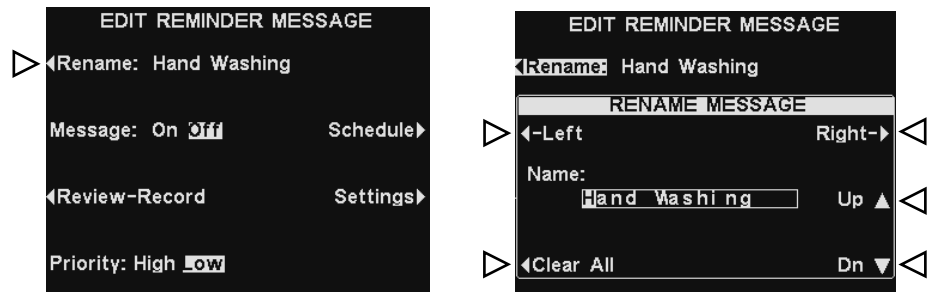 EDIT REMINDER MESSAGE
Rename: Hand Washing
Message: On Off Schedule
Review-Record Settings
Priority: High Low
EDIT REMINDER MESSAGE
Rename: Hand Washing
RENAME MESSAGE
-Left Right-
Name:
Hand Washing Up
Clear All Dn